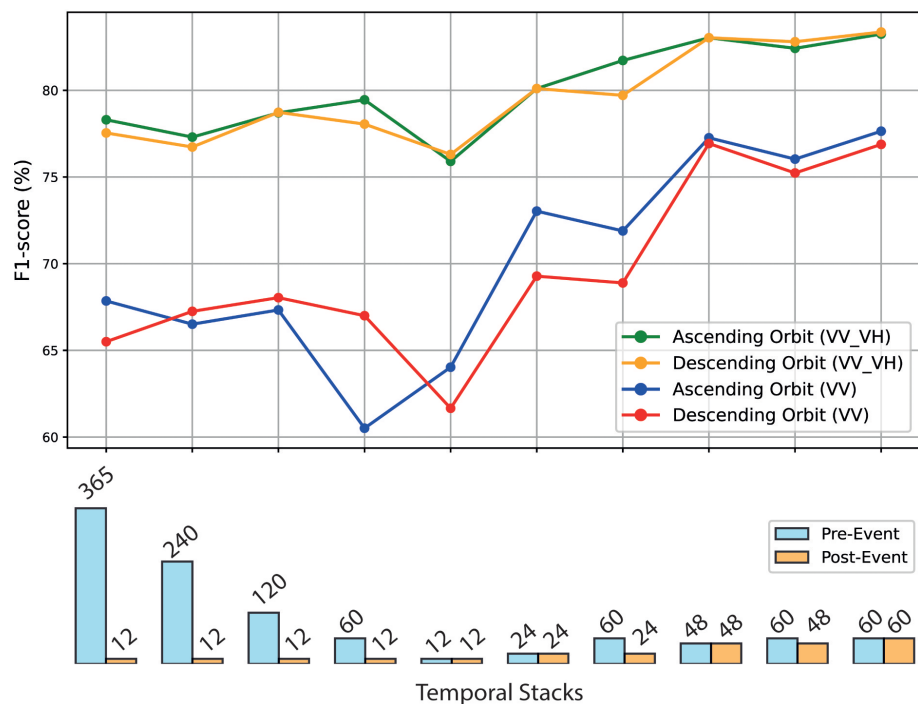 80
75
70
65
60
F1-score (%)
Ascending Orbit (VV_VH)
Descending Orbit (VV_VH)
Ascending Orbit (VV)
Descending Orbit (VV)
365 12 240 12 120 12 60 12 12 12 24 24 60 24 48 48 60 48 60 60
Pre-Event
Post-Event
Temporal Stacks